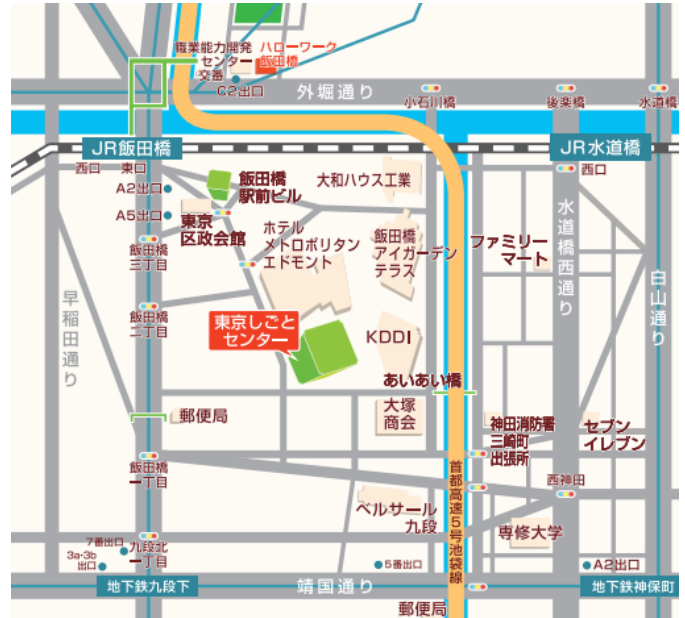 職業能力開発
センター
交番
ハローワーク
飯田橋
C2出口
外堀通り
小石川橋
後楽橋
水道橋
JR飯田橋
JR水道橋
西口
東口
西口
A2出口
飯田橋
駅前ビル
大和ハウス工業
A5出口
東京
区政会館
飯田橋
三丁目
ホテル
メトロポリタン
エドモント
飯田橋
アイガーデン
テラス
ファミリー
マート
水道橋西通り
白山通り
早稲田通り
飯田橋
二丁目
東京しごと
センター
KDDI
あいあい橋
郵便局
大塚
商会
神田消防署
三崎町
出張所
セブン
イレブン
飯田橋
一丁目
首都高速5号池袋線
西神田
ベルサール
九段
専修大学
7番出口
九段北
一丁目
3a・3b
出口
5番出口
A2出口
地下鉄九段下
靖国通り
地下鉄神保町
郵便局